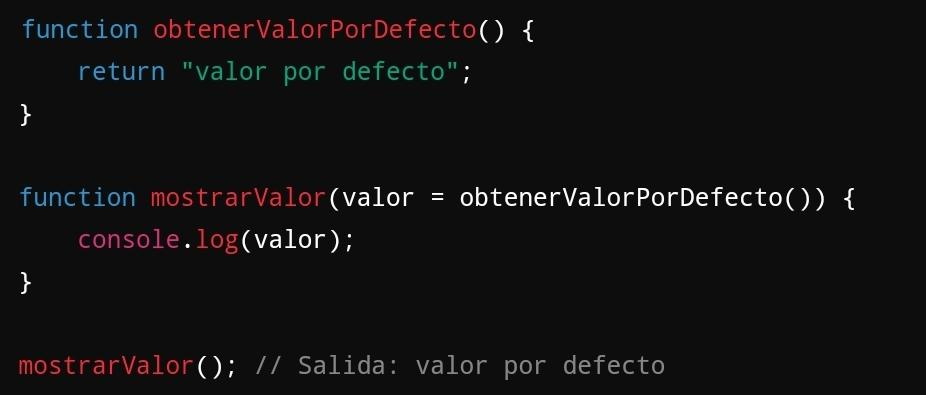 function obtenerValorPorDefecto() {
    return "valor por defecto";
}

function mostrarValor(valor = obtenerValorPorDefecto()) {
    console.log(valor);
}

mostrarValor(); // Salida: valor por defecto